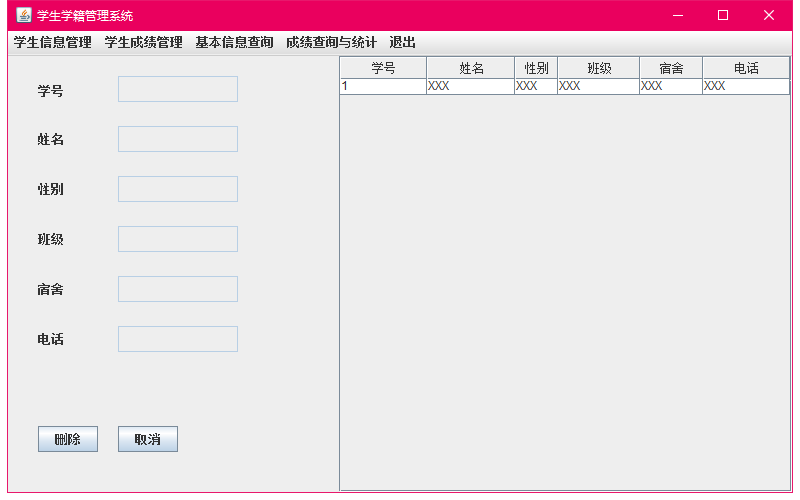 学生学籍管理系统
学生信息管理 学生成绩管理 基本信息查询 成绩查询与统计 退出
学号
姓名
性别
班级
宿舍
电话
删除 取消
学号 姓名 性别 班级 宿舍 电话
1 XXX XXX XXX XXX XXX